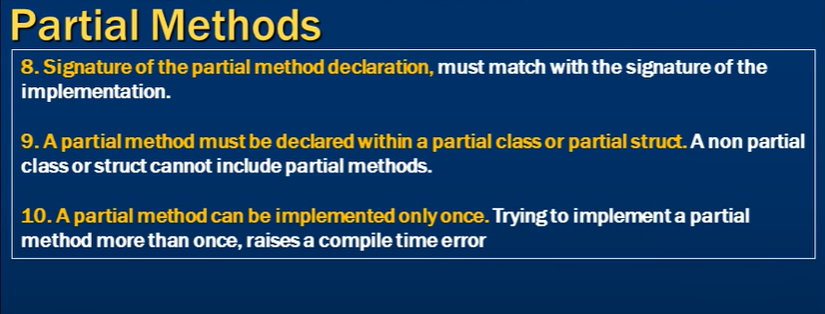 Partial Methods
8. Signature of the partial method declaration, must match with the signature of the
implementation.
9. A partial method must be declared within a partial class or partial struct. A non partial
class or struct cannot include partial methods.
10. A partial method can be implemented only once. Trying to implement a partial
method more than once, raises a compile time error